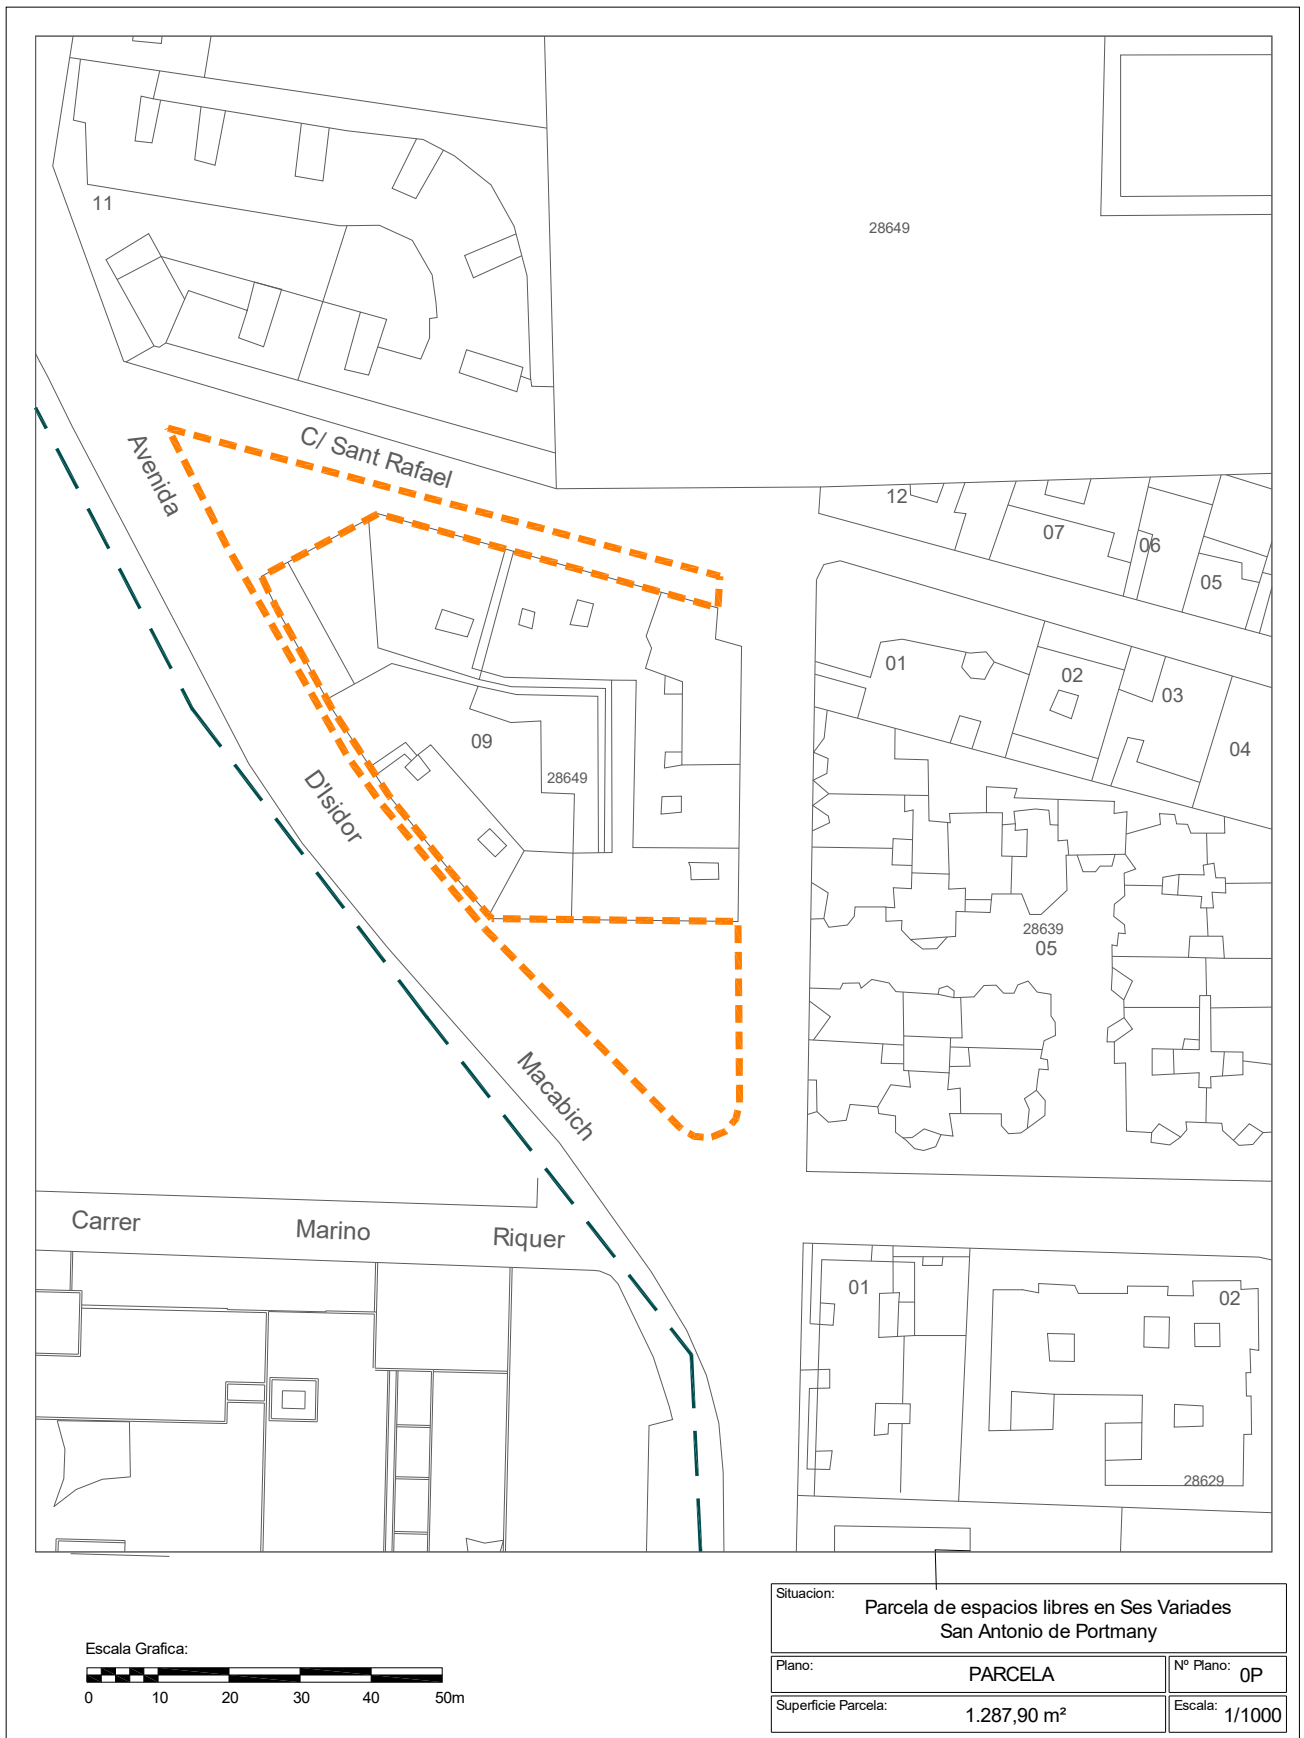 11
28649
C/ Sant Rafael
Avenida
12
07
06
05
01
02
03
04
09
28649
D'Isidor
28639
05
Macabich
Carrer Marino Riquer
01
02
28629
Situacion:
Parcela de espacios libres en Ses Variades
San Antonio de Portmany
Plano:
PARCELA
Nº Plano: 0P
Superficie Parcela:
1.287,90 m²
Escala: 1/1000
Escala Grafica:
0 10 20 30 40 50m